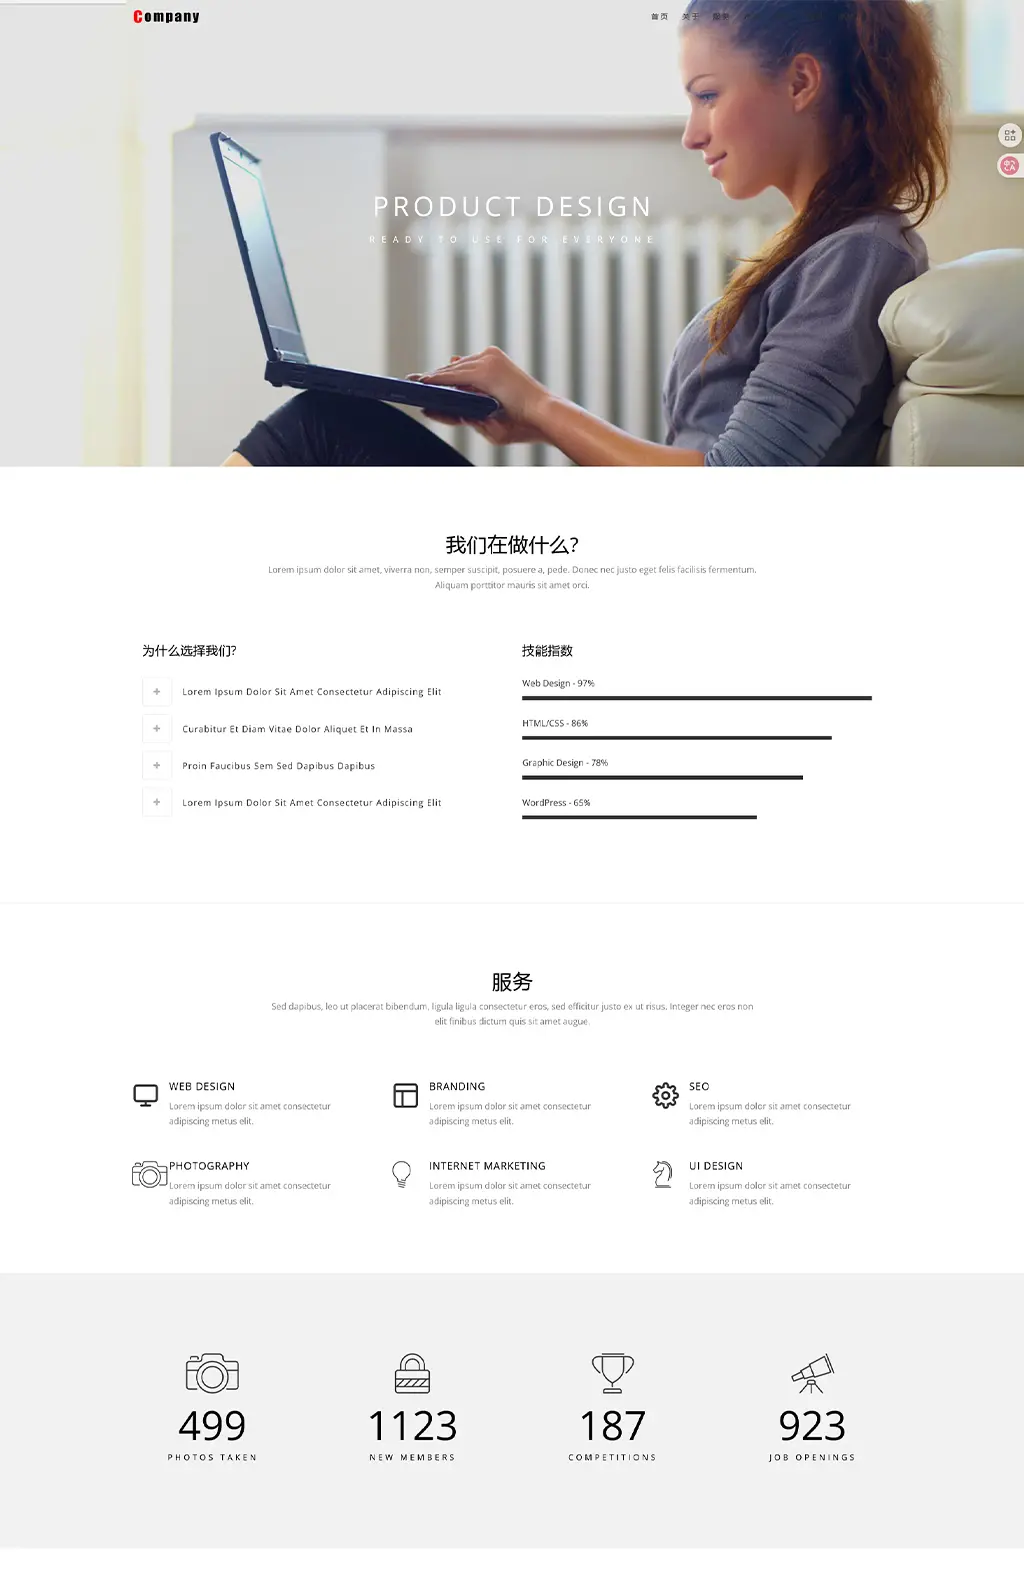 Company
首页 关于 服务
PRODUCT DESIGN
READY TO USE FOR EVERYONE
我们在做什么?
Lorem ipsum dolor sit amet, viverra non, semper suscipit, posuere a, pede. Donec nec justo eget felis facilisis fermentum.
Aliquam porttitor mauris sit amet orci.
为什么选择我们?
Lorem Ipsum Dolor Sit Amet Consectetur Adipiscing Elit
Curabitur Et Diam Vitae Dolor Aliquet Et In Massa
Proin Faucibus Sem Sed Dapibus Dapibus
Lorem Ipsum Dolor Sit Amet Consectetur Adipiscing Elit
技能指数
Web Design - 97%
HTML/CSS - 86%
Graphic Design - 78%
WordPress - 65%
服务
Sed dapibus, leo ut placerat bibendum, ligula ligula consectetur eros, sed efficitur justo ex ut risus. Integer nec eros non
elit finibus dictum quis sit amet augue.
WEB DESIGN
Lorem ipsum dolor sit amet consectetur
adipiscing metus elit.
BRANDING
Lorem ipsum dolor sit amet consectetur
adipiscing metus elit.
SEO
Lorem ipsum dolor sit amet consectetur
adipiscing metus elit.
PHOTOGRAPHY
Lorem ipsum dolor sit amet consectetur
adipiscing metus elit.
INTERNET MARKETING
Lorem ipsum dolor sit amet consectetur
adipiscing metus elit.
UI DESIGN
Lorem ipsum dolor sit amet consectetur
adipiscing metus elit.
499
PHOTOS TAKEN
1123
NEW MEMBERS
187
COMPETITIONS
923
JOB OPENINGS